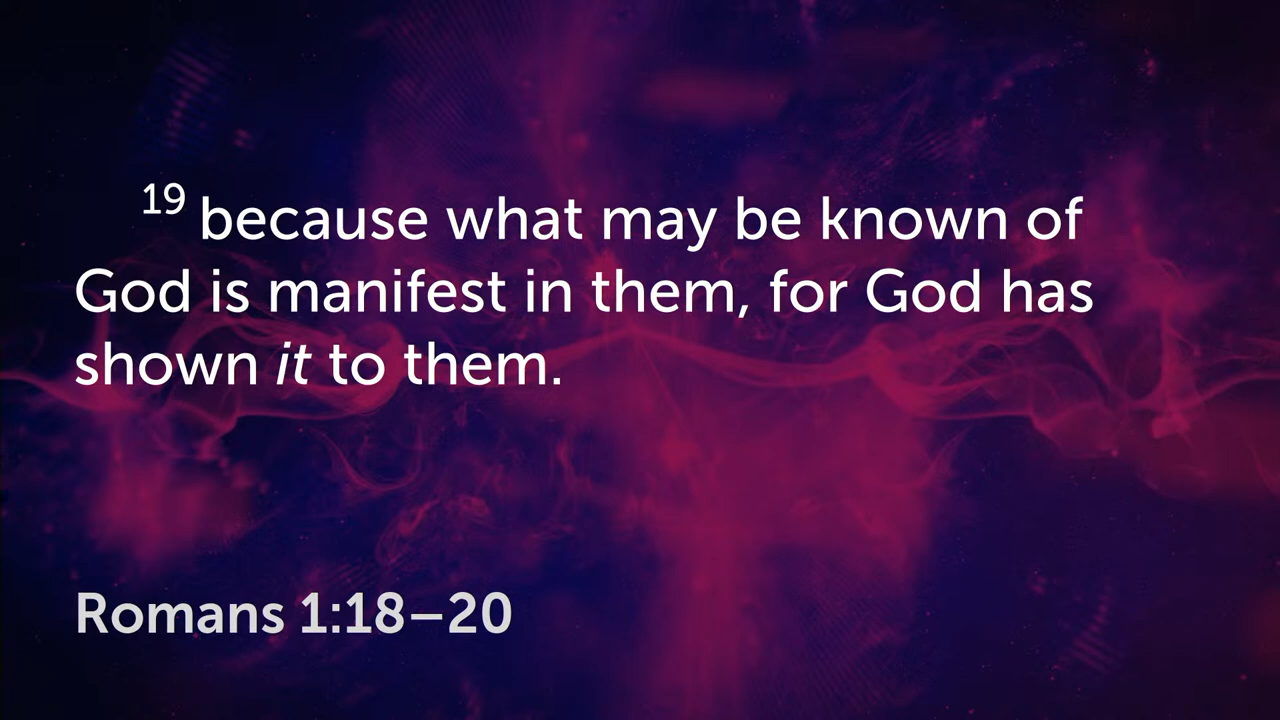 19 because what may be known of
God is manifest in them, for God has
shown it to them.
Romans 1:18–20